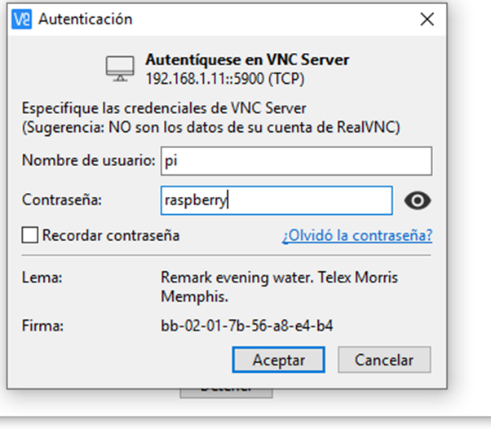 V2 Autenticación
Autentíquese en VNC Server
192.168.1.11::5900 (TCP)
Especifique las credenciales de VNC Server
(Sugerencia: NO son los datos de su cuenta de RealVNC)
Nombre de usuario: pi
Contraseña: raspberry
Recordar contraseña ¿Olvidó la contraseña?
Lema: Remark evening water. Telex Morris
Memphis.
Firma: bb-02-01-7b-56-a8-e4-b4
Aceptar Cancelar